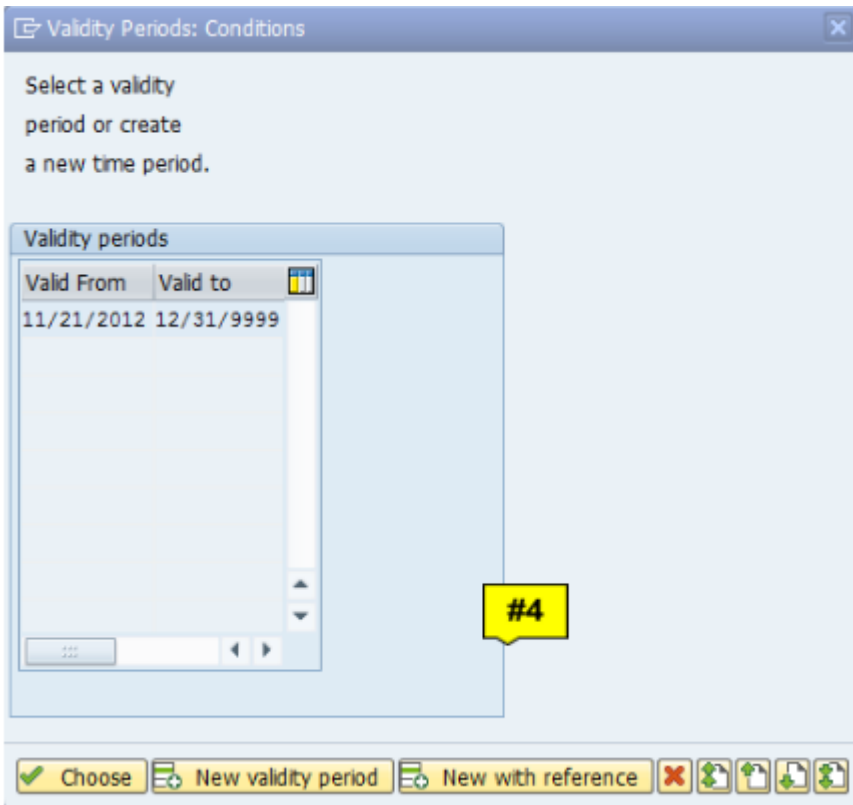 Validity Periods: Conditions
Select a validity
period or create
a new time period.
Validity periods
Valid From Valid to
11/21/2012 12/31/9999
#4
Choose New validity period New with reference